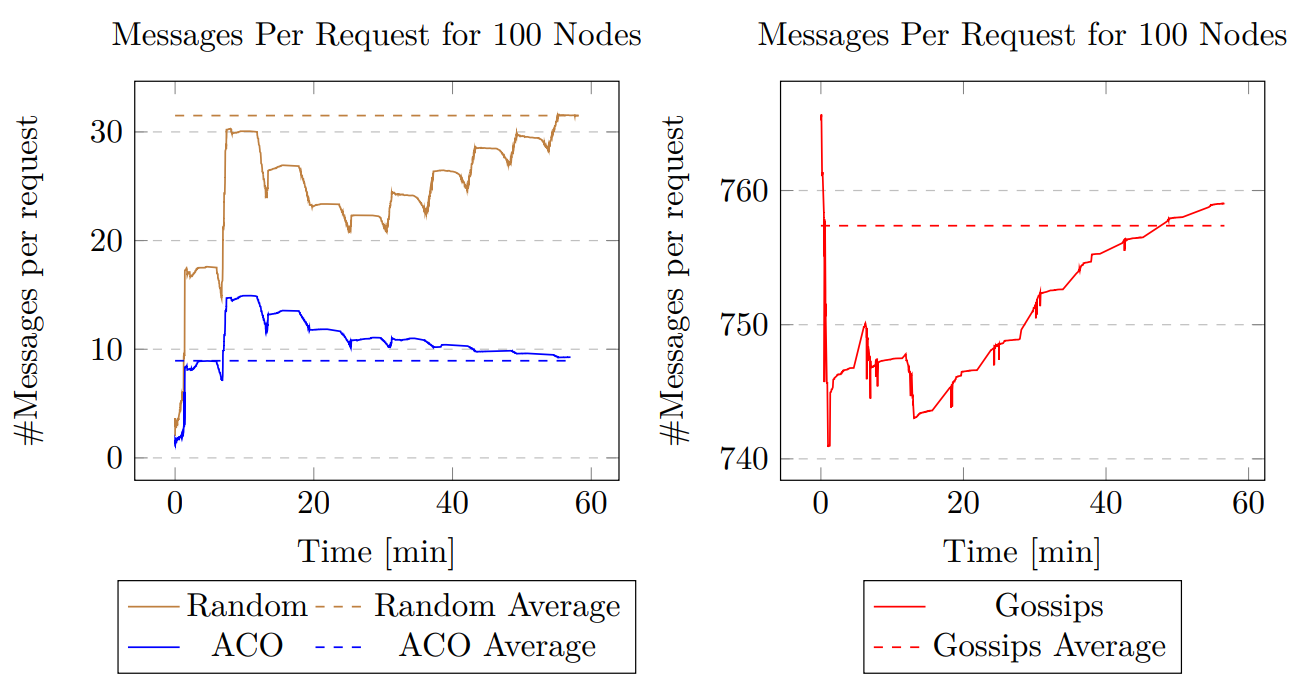 Messages Per Request for 100 Nodes
#Messages per request
30
20
10
0
0 20 40 60
Time [min]
Random Random Average
ACO ACO Average
Messages Per Request for 100 Nodes
#Messages per request
760
750
740
0 20 40 60
Time [min]
Gossips
Gossips Average